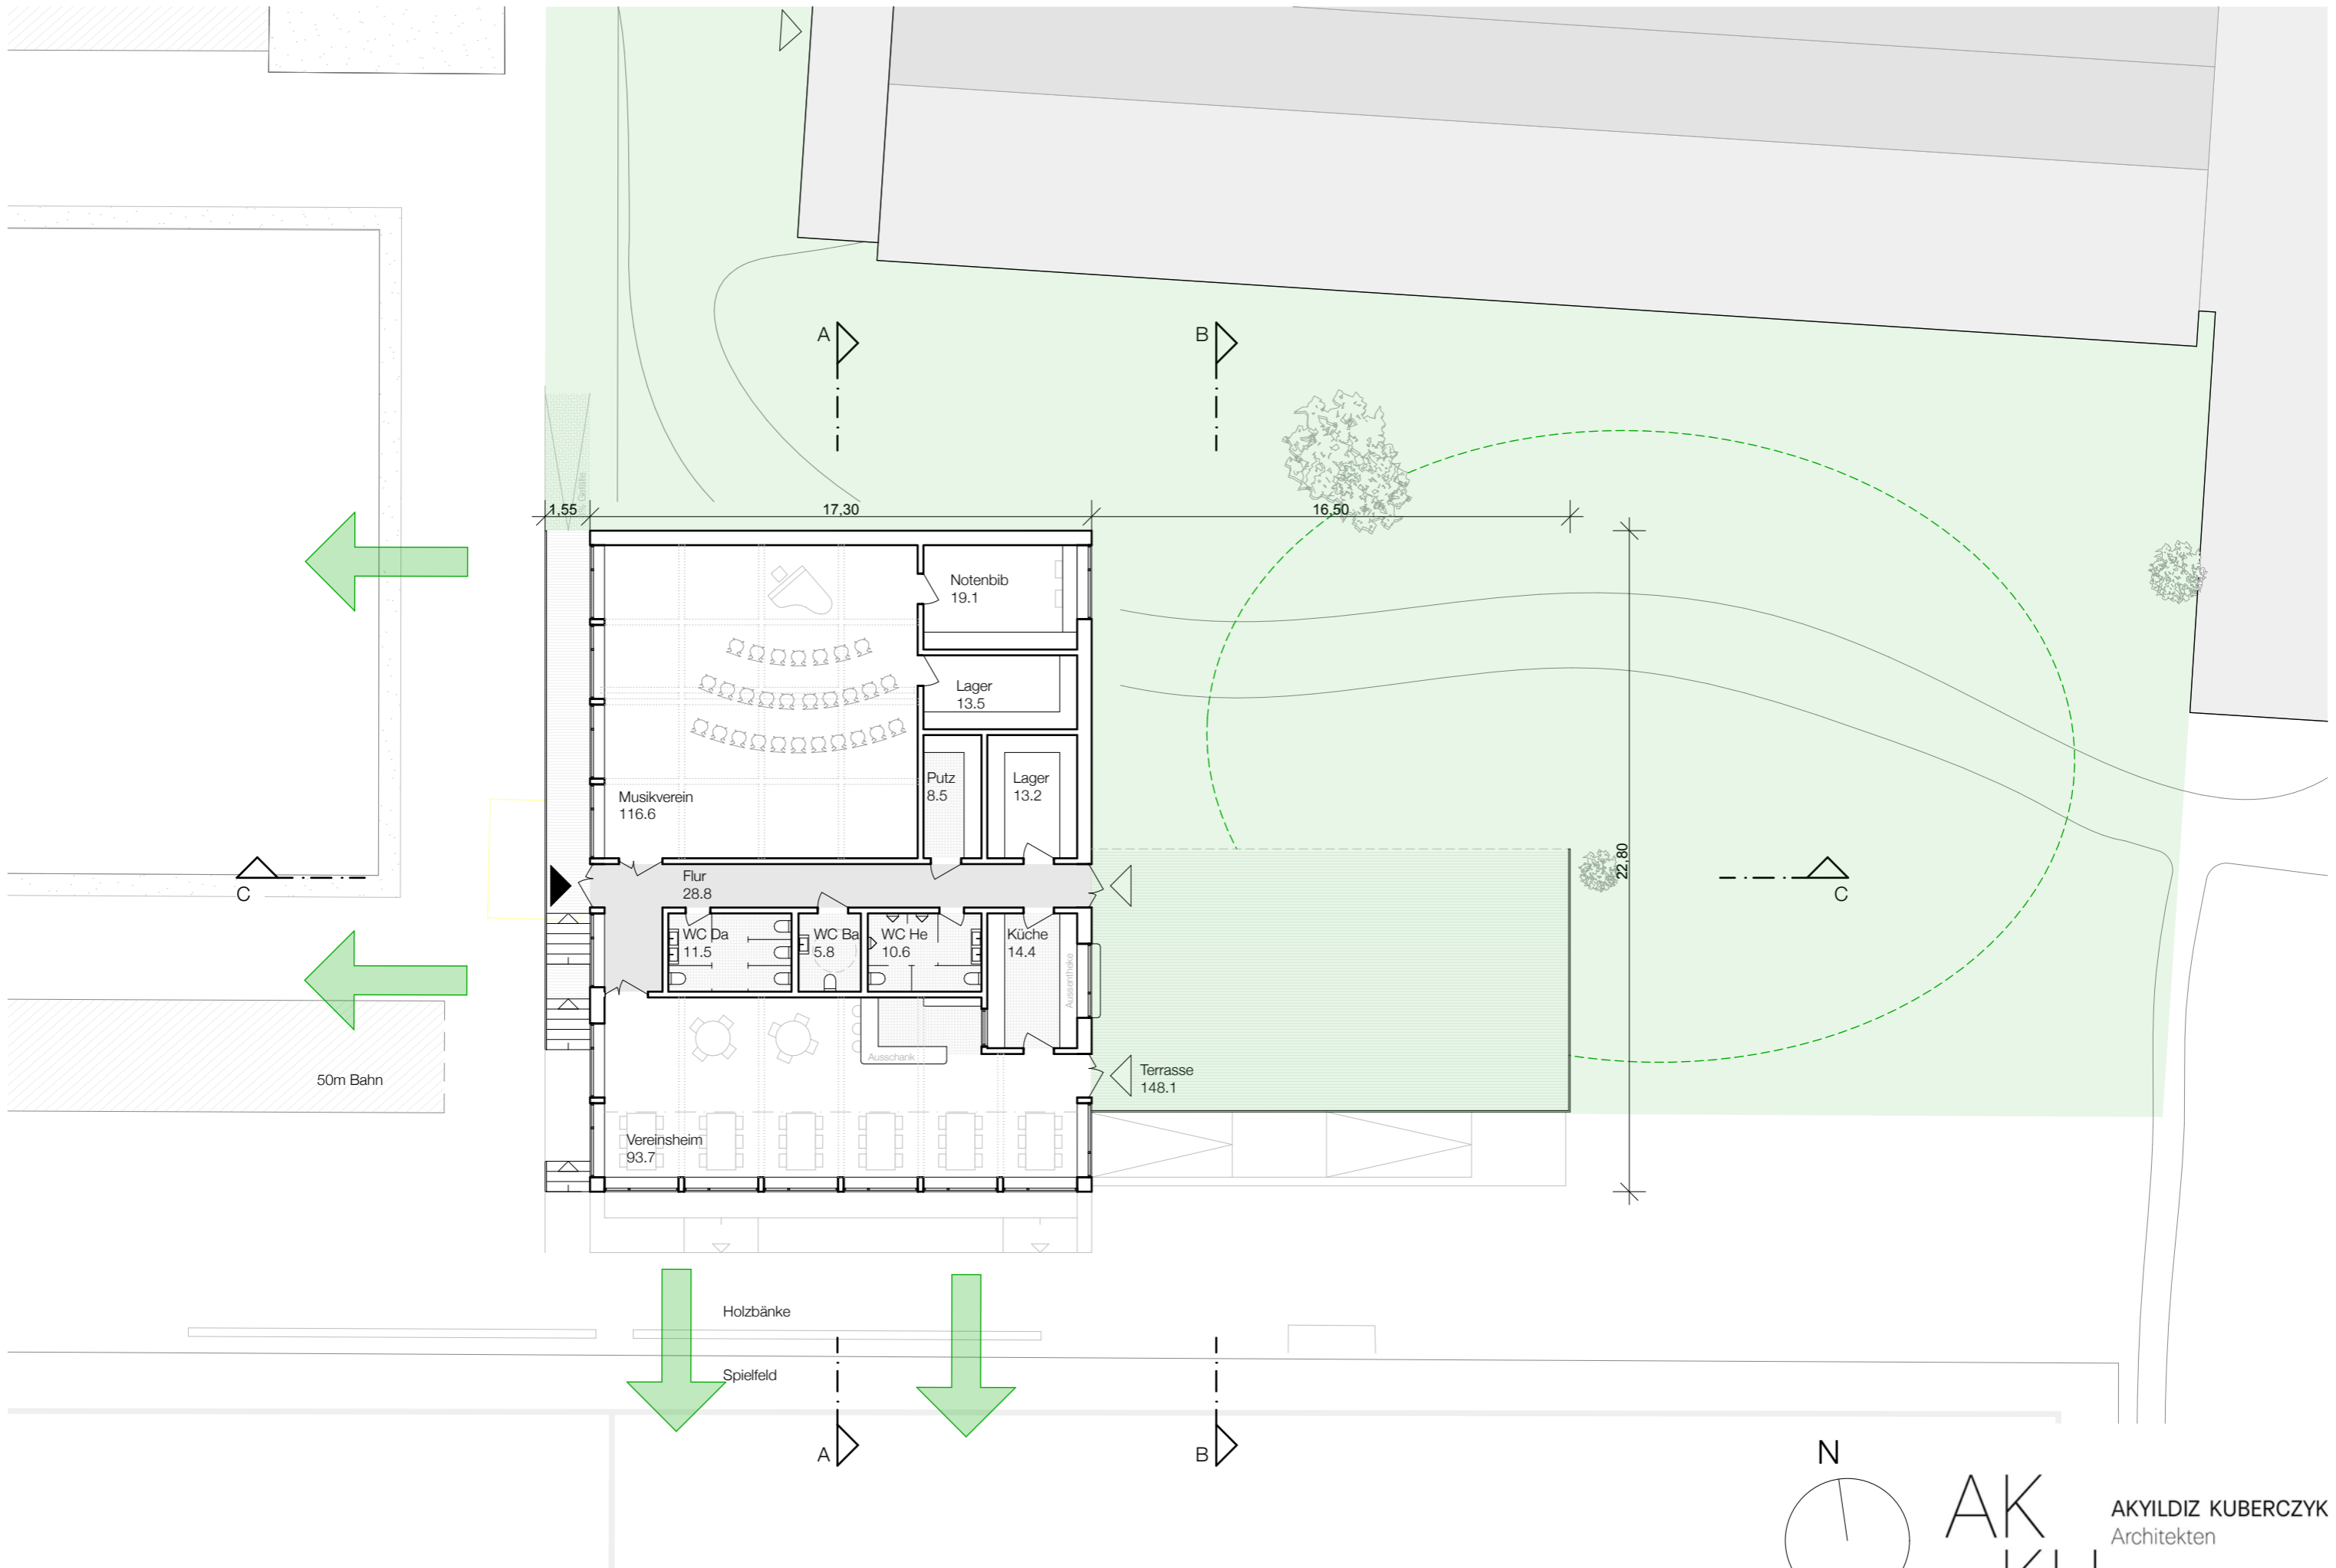 A
B
1,55
17,30
16,50
Gefälle
Notenbib
19.1
Lager
13.5
Putz
8.5
Lager
13.2
Musikverein
116.6
22,80
Flur
28.8
C
C
WC Da
11.5
WC Ba
5.8
WC He
10.6
Küche
14.4
Aussentheke
Ausschank
50m Bahn
Terrasse
148.1
Vereinsheim
93.7
Holzbänke
Spielfeld
A
B
N
AK
AKYILDIZ KUBERCZYK
Architekten